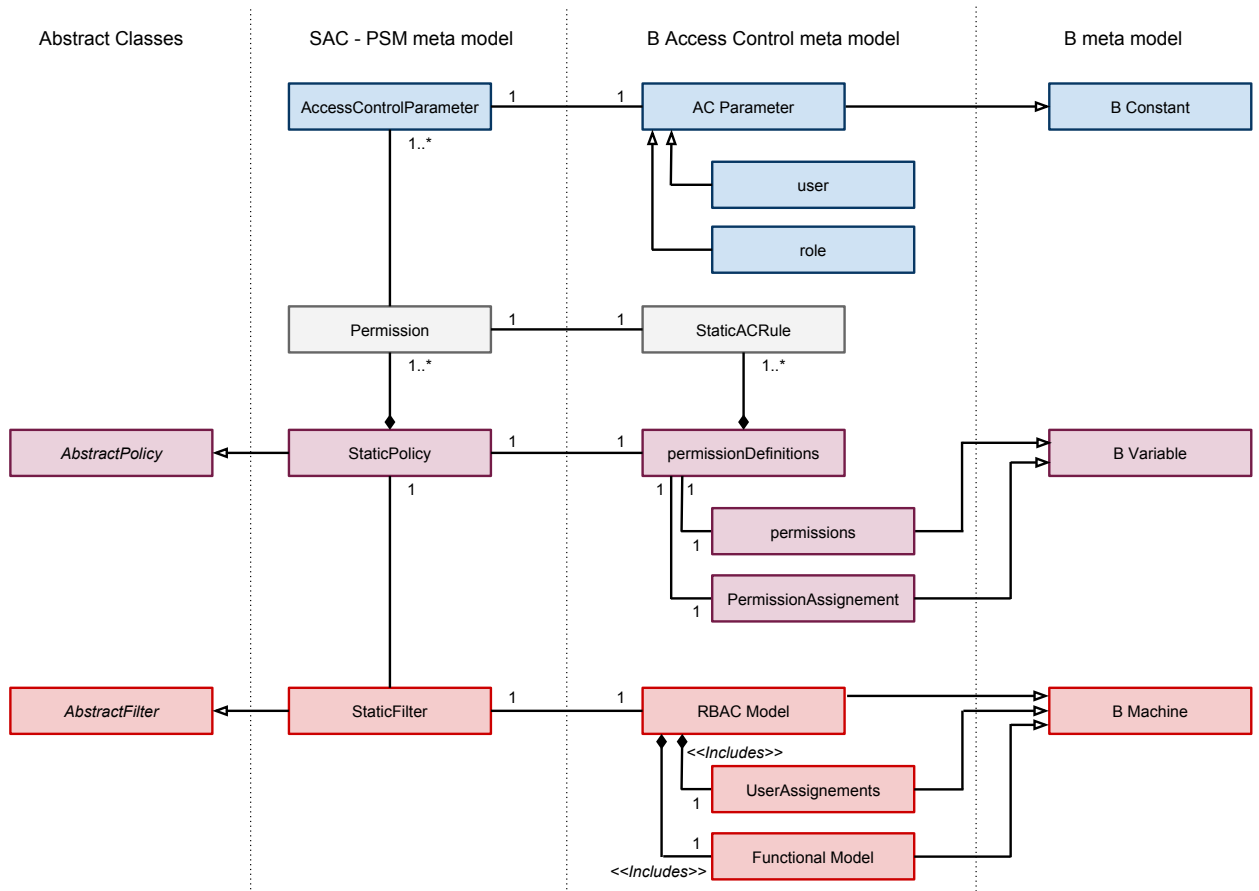 Abstract Classes
SAC - PSM meta model
B Access Control meta model
B meta model
AccessControlParameter
1
1
AC Parameter
B Constant
1..*
user
role
Permission
1
1
StaticACRule
1..*
1..*
AbstractPolicy
StaticPolicy
1
1
permissionDefinitions
B Variable
1
1
1
permissions
1
PermissionAssignement
1
AbstractFilter
StaticFilter
1
1
RBAC Model
B Machine
<<Includes>>
UserAssignements
1
1
Functional Model
<<Includes>>